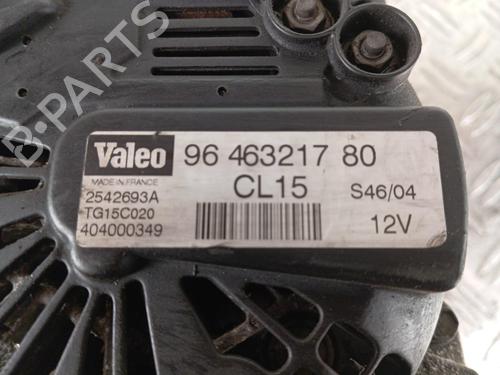 B-PARTS
Valeo 96 463217 80
MADE IN FRANCE CL15 S46/04
2542693A
TG15C020 12V
404000349